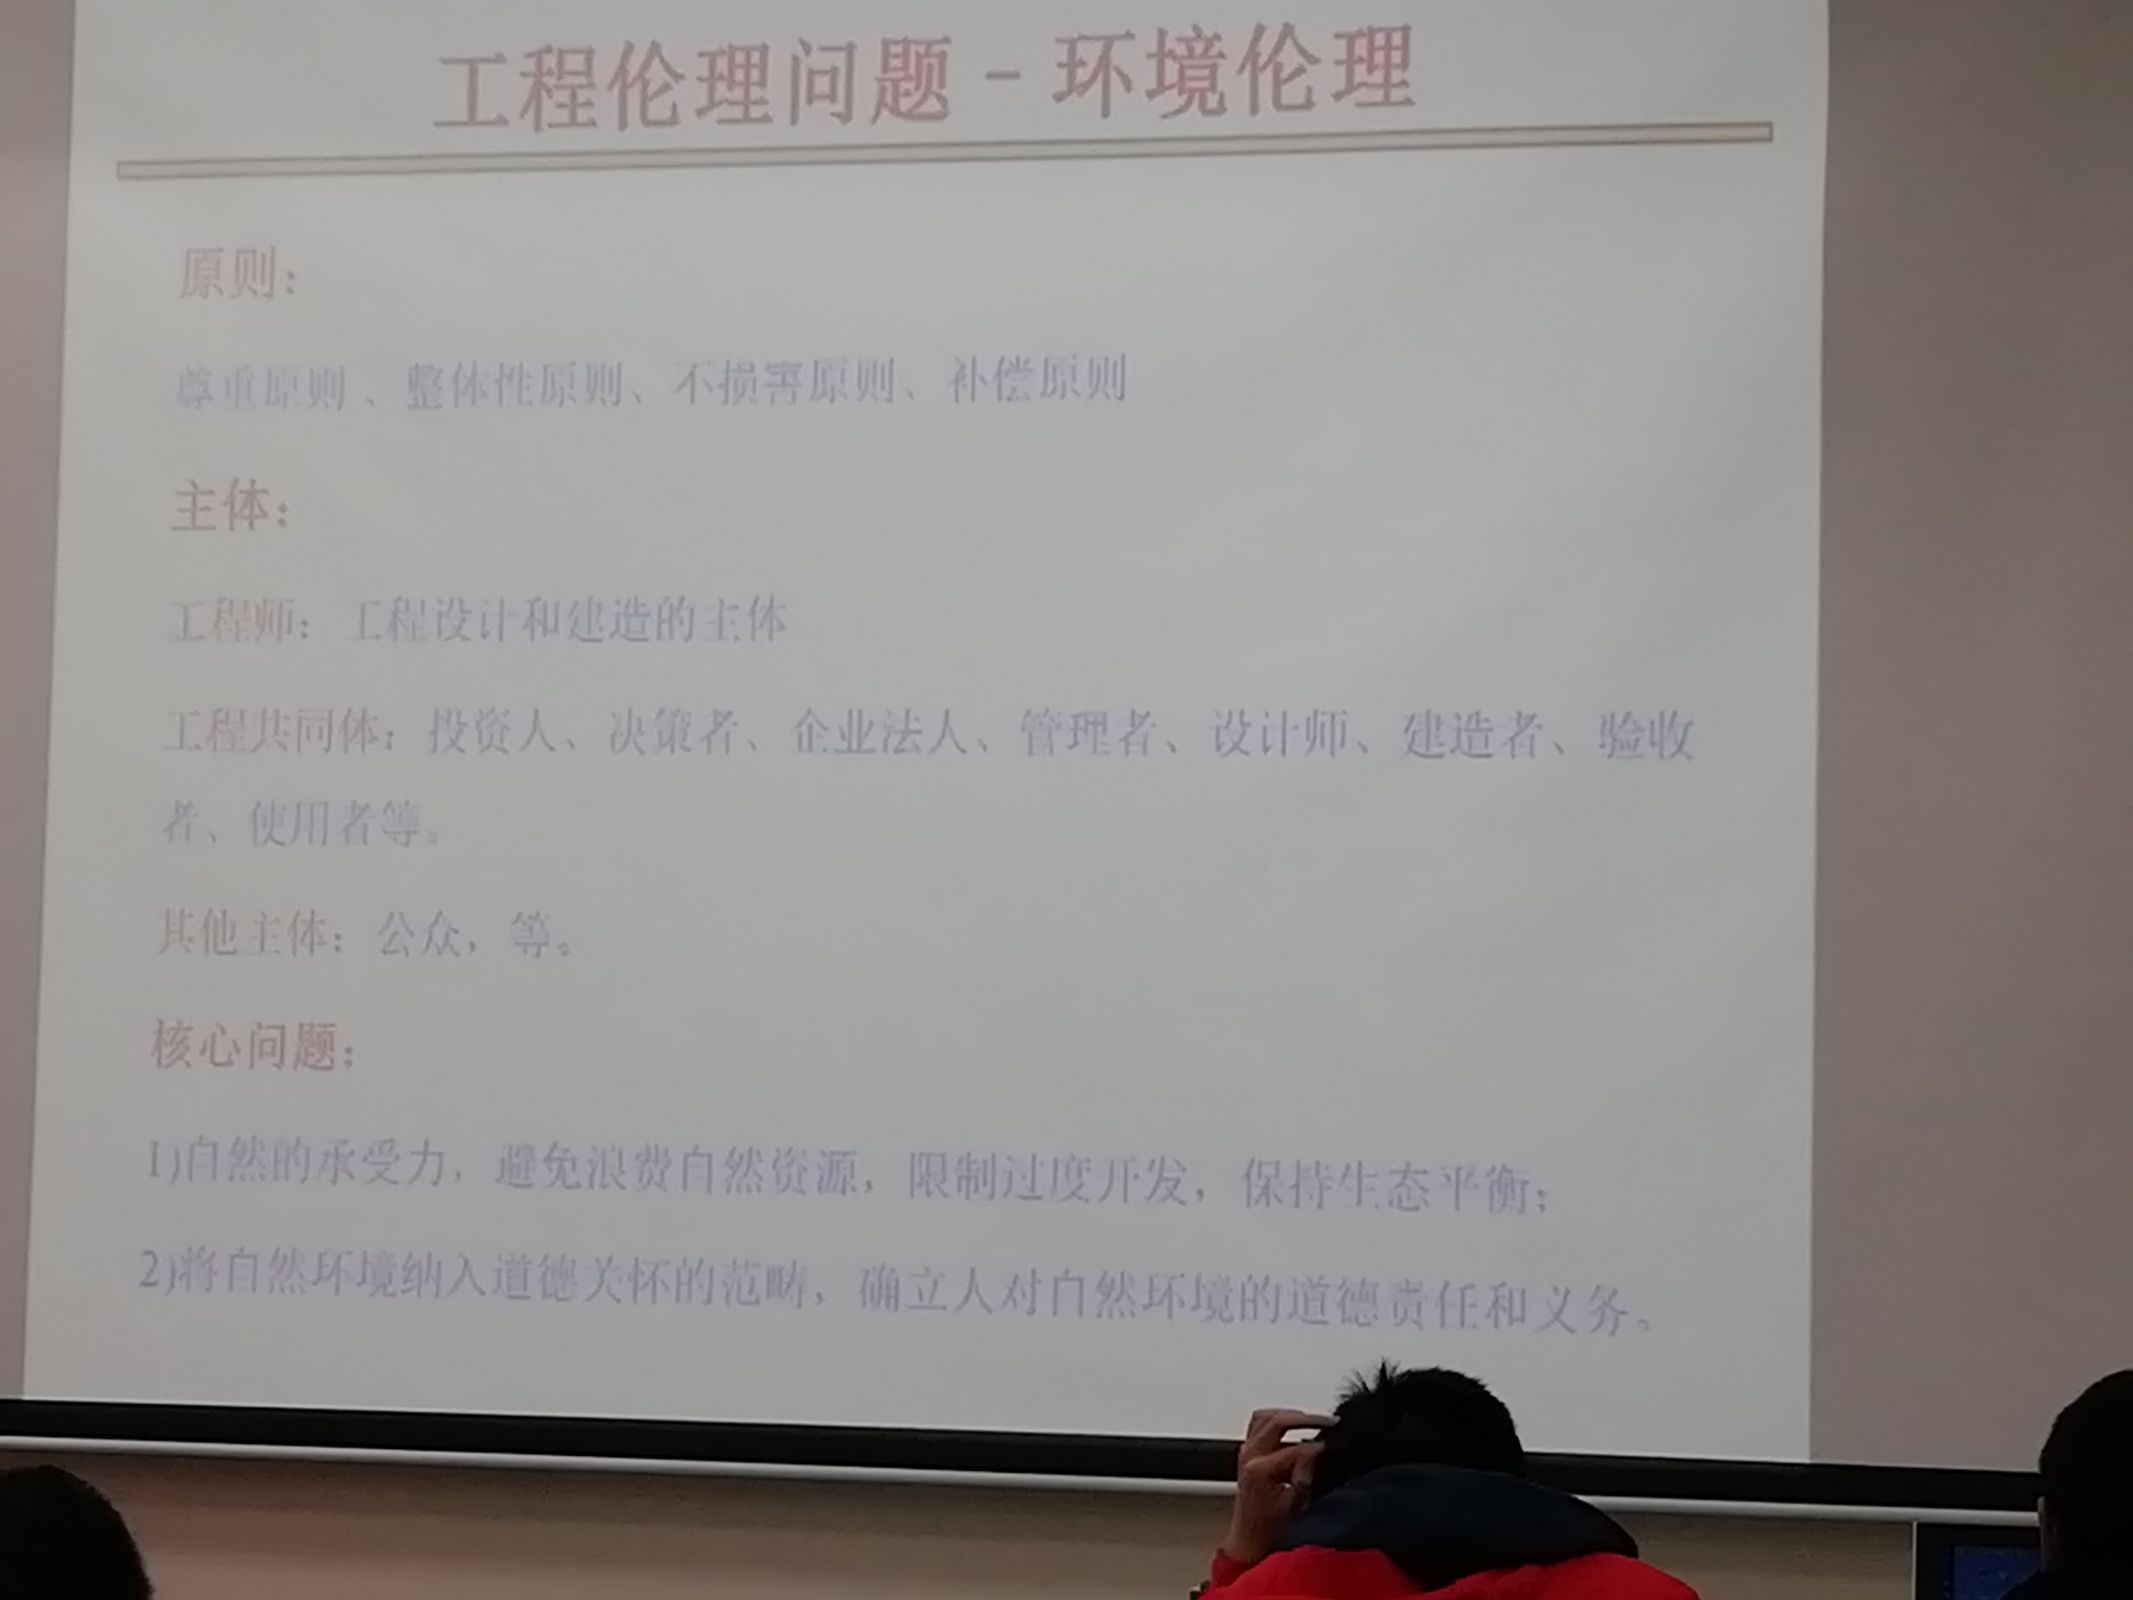 工程伦理问题－环境伦理
原则：
尊重原则、整体性原则、不损害原则、补偿原则
主体：
工程师：工程设计和建造的主体
工程共同体：投资人、决策者、企业法人、管理者、设计师、建造者、验收
者、使用者等。
其他主体：公众，等。
核心问题：
1)自然的承受力，避免浪费自然资源，限制过度开发，保持生态平衡；
2)将自然环境纳入道德关怀的范畴，确立人对自然环境的道德责任和义务。